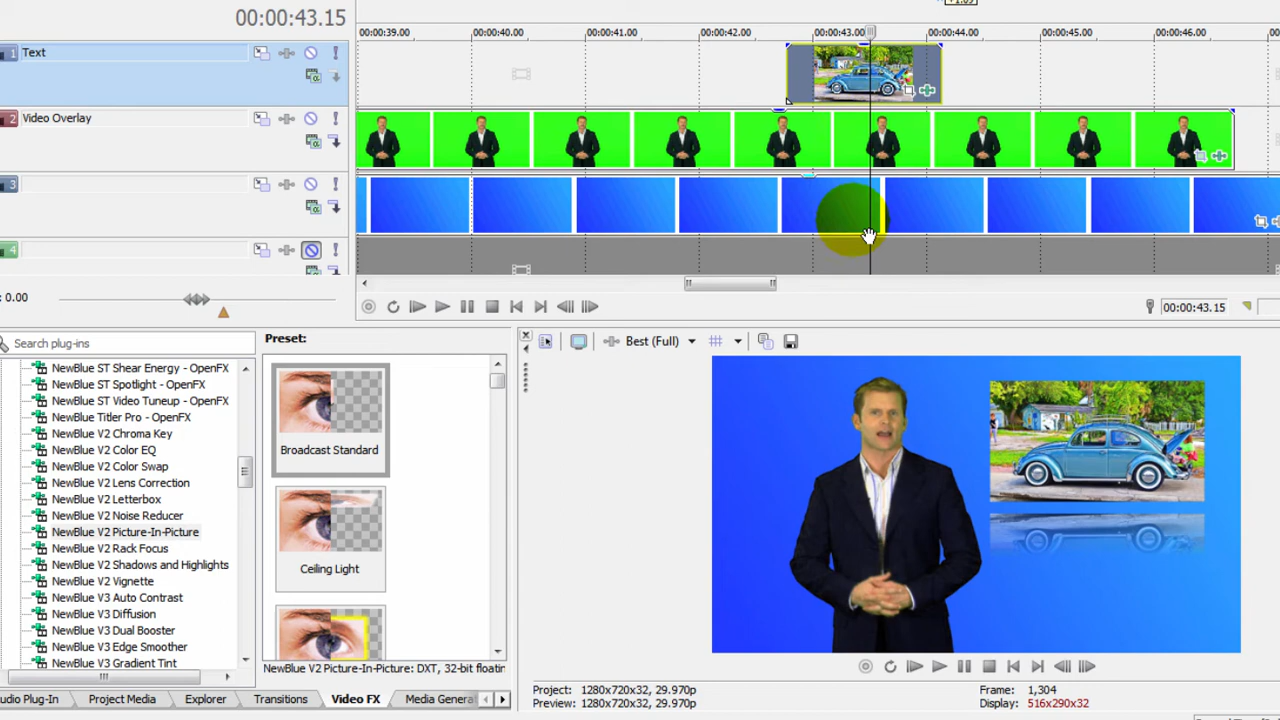 00:00:43.15
00:00:39.00 00:00:40.00 00:00:41.00 00:00:42.00 00:00:43.00 00:00:44.00 00:00:45.00 00:00:46.00
1 Text
2 Video Overlay
3
4
: 0.00
00:00:43.15
Search plug-ins
NewBlue ST Shear Energy - OpenFX
NewBlue ST Spotlight - OpenFX
NewBlue ST Video Tuneup - OpenFX
NewBlue Titler Pro - OpenFX
NewBlue V2 Chroma Key
NewBlue V2 Color EQ
NewBlue V2 Color Swap
NewBlue V2 Lens Correction
NewBlue V2 Letterbox
NewBlue V2 Noise Reducer
NewBlue V2 Picture-In-Picture
NewBlue V2 Rack Focus
NewBlue V2 Shadows and Highlights
NewBlue V2 Vignette
NewBlue V3 Auto Contrast
NewBlue V3 Diffusion
NewBlue V3 Dual Booster
NewBlue V3 Edge Smoother
NewBlue V3 Gradient Tint
Preset:
Broadcast Standard
Ceiling Light
NewBlue V2 Picture-In-Picture: DXT, 32-bit floatin
udio Plug-In Project Media Explorer Transitions Video FX Media Genera
Best (Full)
Project: 1280x720x32, 29.970p
Preview: 1280x720x32, 29.970p
Frame: 1,304
Display: 516x290x32